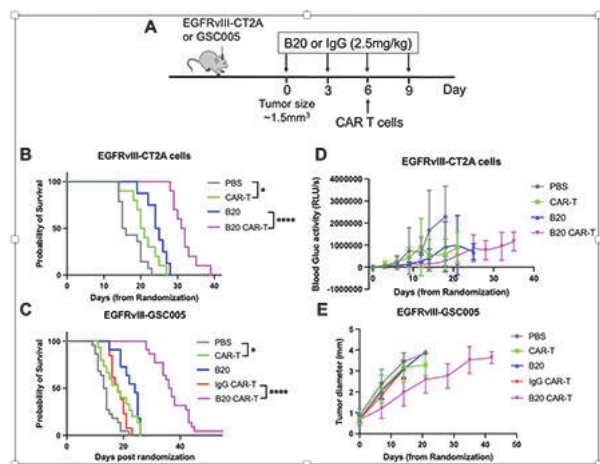 A
EGFRvIII-CT2A
or GSC005
B20 or IgG (2.5mg/kg)
0 3 6 9 Day
Tumor size
~1.5mm³
CAR T cells
B
EGFRvIII-CT2A cells
Probability of Survival
100
50
0
0 10 20 30 40
Days (from Randomization)
PBS
CAR-T
B20
B20 CAR-T
*
****
D
EGFRvIII-CT2A cells
Blood Gluc activity (RLU/s)
4000000
3000000
2000000
1000000
0
-1000000
0 20 40
Days (from Randomization)
PBS
CAR-T
B20
B20 CAR-T
C
EGFRvIII-GSC005
Probability of Survival
100
50
0
0 20 40
Days post randomization
PBS
CAR-T
B20
IgG CAR-T
B20 CAR-T
*
****
E
EGFRvIII-GSC005
Tumor diameter (mm)
5
4
3
2
1
0
0 10 20 30 40 50
Days (from Randomization)
PBS
CAR-T
B20
IgG CAR-T
B20 CAR-T